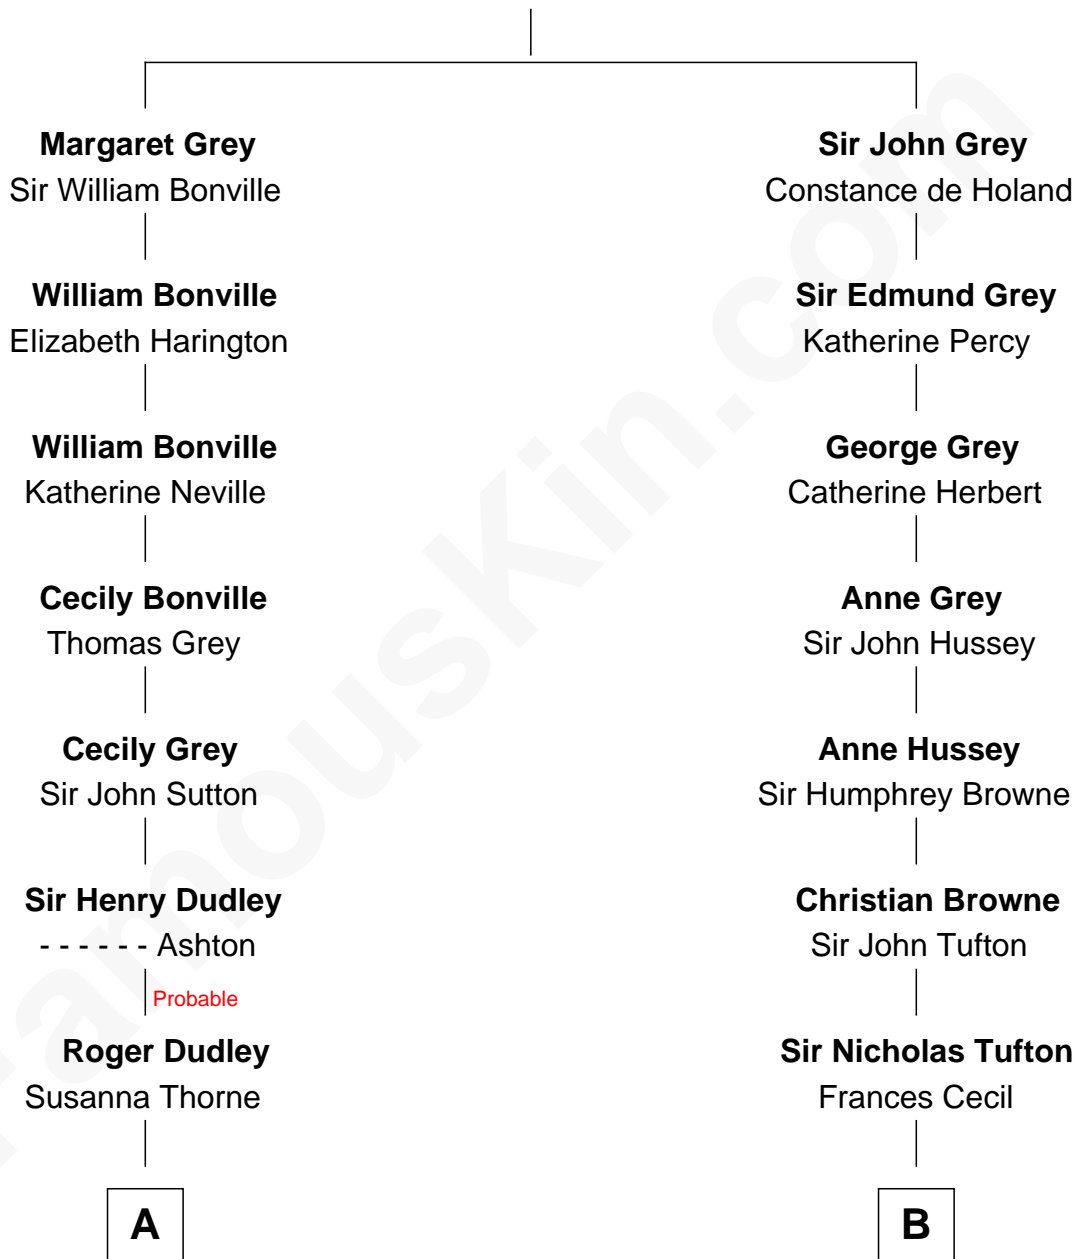 Margaret Grey
Sir William Bonville
William Bonville
Elizabeth Harington
William Bonville
Katherine Neville
Cecily Bonville
Thomas Grey
Cecily Grey
Sir John Sutton
Sir Henry Dudley
- - - - - - Ashton
Probable
Roger Dudley
Susanna Thorne
A
Sir John Grey
Constance de Holand
Sir Edmund Grey
Katherine Percy
George Grey
Catherine Herbert
Anne Grey
Sir John Hussey
Anne Hussey
Sir Humphrey Browne
Christian Browne
Sir John Tufton
Sir Nicholas Tufton
Frances Cecil
B
FamousKin.com